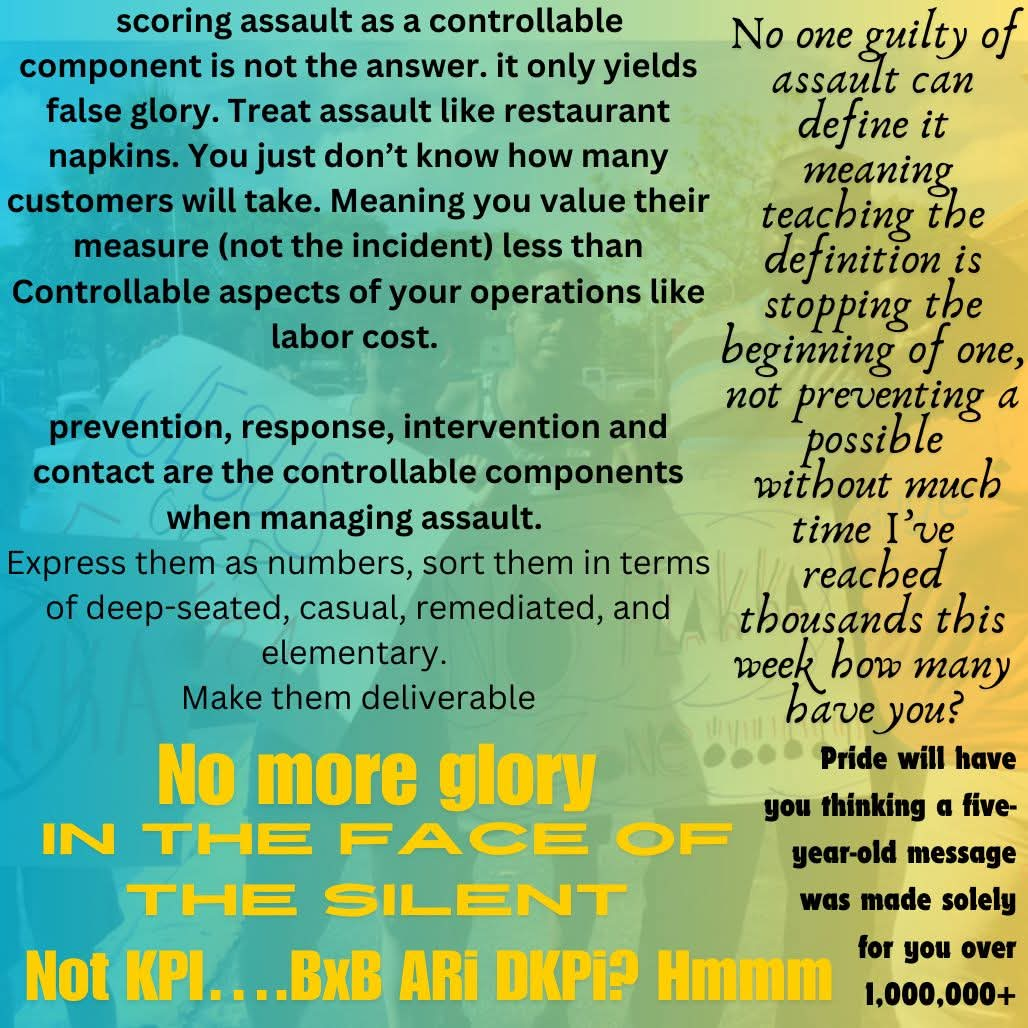 scoring assault as a controllable
component is not the answer. it only yields
false glory. Treat assault like restaurant
napkins. You just don’t know how many
customers will take. Meaning you value their
measure (not the incident) less than
Controllable aspects of your operations like
labor cost.
prevention, response, intervention and
contact are the controllable components
when managing assault.
Express them as numbers, sort them in terms
of deep-seated, casual, remediated, and
elementary.
Make them deliverable
No more glory
IN THE FACE OF
THE SILENT
Not KPI....BxB ARi DKPi? Hmmm
No one guilty of
assault can
define it
meaning
teaching the
definition is
stopping the
beginning of one,
not preventing a
possible
without much
time I’ve
reached
thousands this
week how many
have you?
Pride will have
you thinking a five-
year-old message
was made solely
for you over
1,000,000+
JESUS